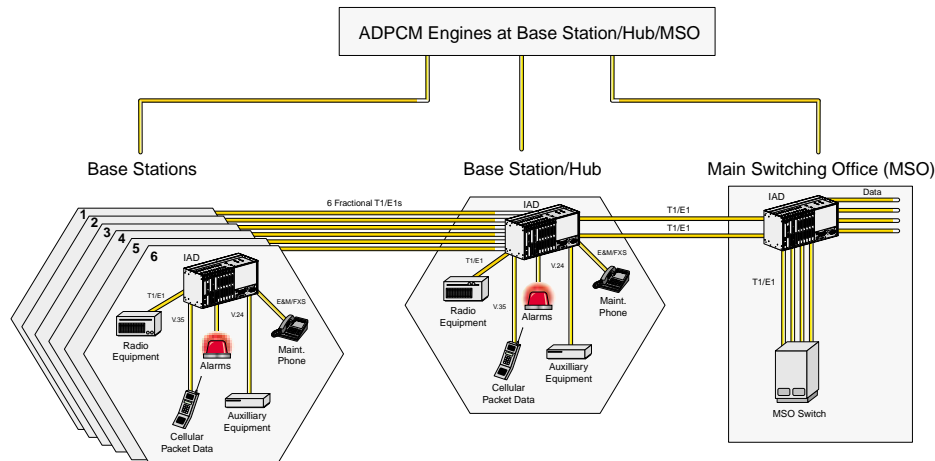 ADPCM Engines at Base Station/Hub/MSO
Base Stations
Base Station/Hub
Main Switching Office (MSO)
1
2
3
4
5
6
6 Fractional T1/E1s
IAD
T1/E1
V.35
V.24
E&M/FXS
Radio
Equipment
Alarms
Maint.
Phone
Cellular
Packet Data
Auxilliary
Equipment
IAD
T1/E1
T1/E1
T1/E1
V.35
V.24
E&M/FXS
Radio
Equipment
Alarms
Maint.
Phone
Cellular
Packet Data
Auxilliary
Equipment
IAD
Data
T1/E1
MSO Switch